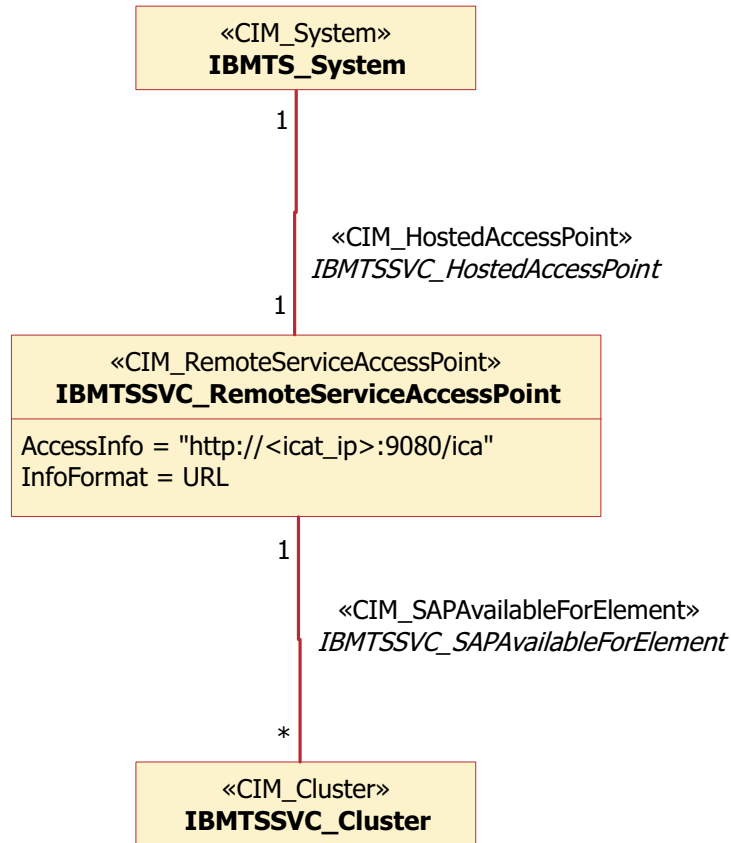 «CIM_System»
IBMTS_System
1
«CIM_HostedAccessPoint»
IBMTSSVC_HostedAccessPoint
1
«CIM_RemoteServiceAccessPoint»
IBMTSSVC_RemoteServiceAccessPoint
AccessInfo = "http://<icat_ip>:9080/ica"
InfoFormat = URL
1
«CIM_SAPAvailableForElement»
IBMTSSVC_SAPAvailableForElement
*
«CIM_Cluster»
IBMTSSVC_Cluster